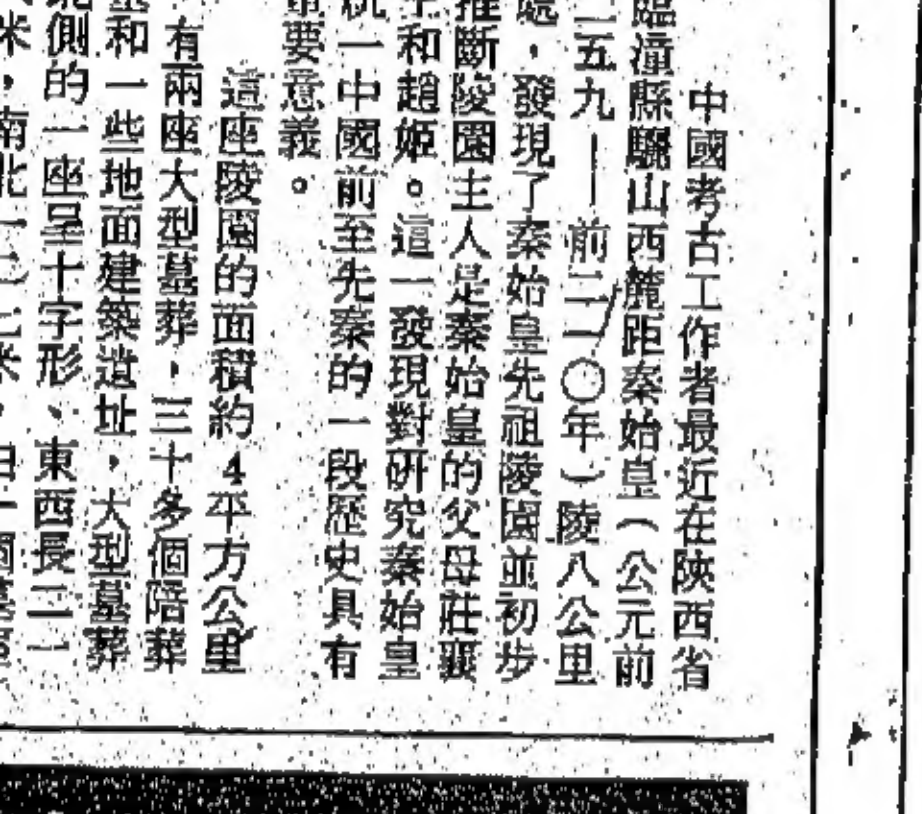 中國考古工作者最近在陝西省
臨潼縣驪山西麓距秦始皇（公元前
二五九——前二一〇年）陵八公里
處，發現了秦始皇先祖陵園並初步
推斷陵園主人是秦始皇的父母莊襄
王和趙姬。這一發現對研究秦始皇
統一中國前至先秦的一段歷史具有
重要意義。
這座陵園的面積約4平方公里
，有兩座大型墓葬，三十多個陪葬
和一些地面建築遺址，大型墓葬
側的一座呈十字形、東西長二一
米，南北一